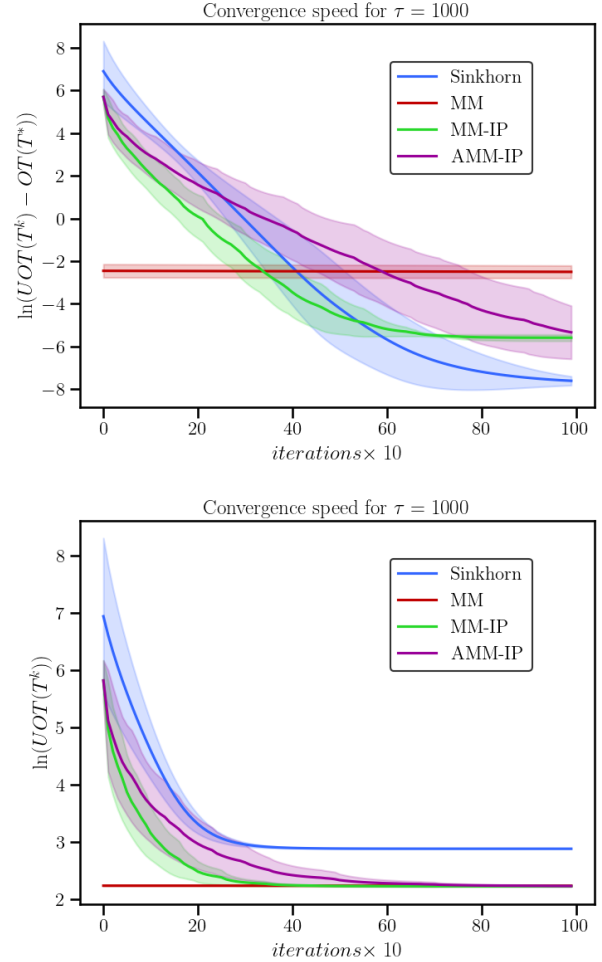 Convergence speed for τ = 1000
ln(UOT(T^k) − OT(T^*))
8
6
4
2
0
−2
−4
−6
−8
Sinkhorn
MM
MM-IP
AMM-IP
0 20 40 60 80 100
iterations× 10
Convergence speed for τ = 1000
ln(UOT(T^k))
8
7
6
5
4
3
2
Sinkhorn
MM
MM-IP
AMM-IP
0 20 40 60 80 100
iterations× 10